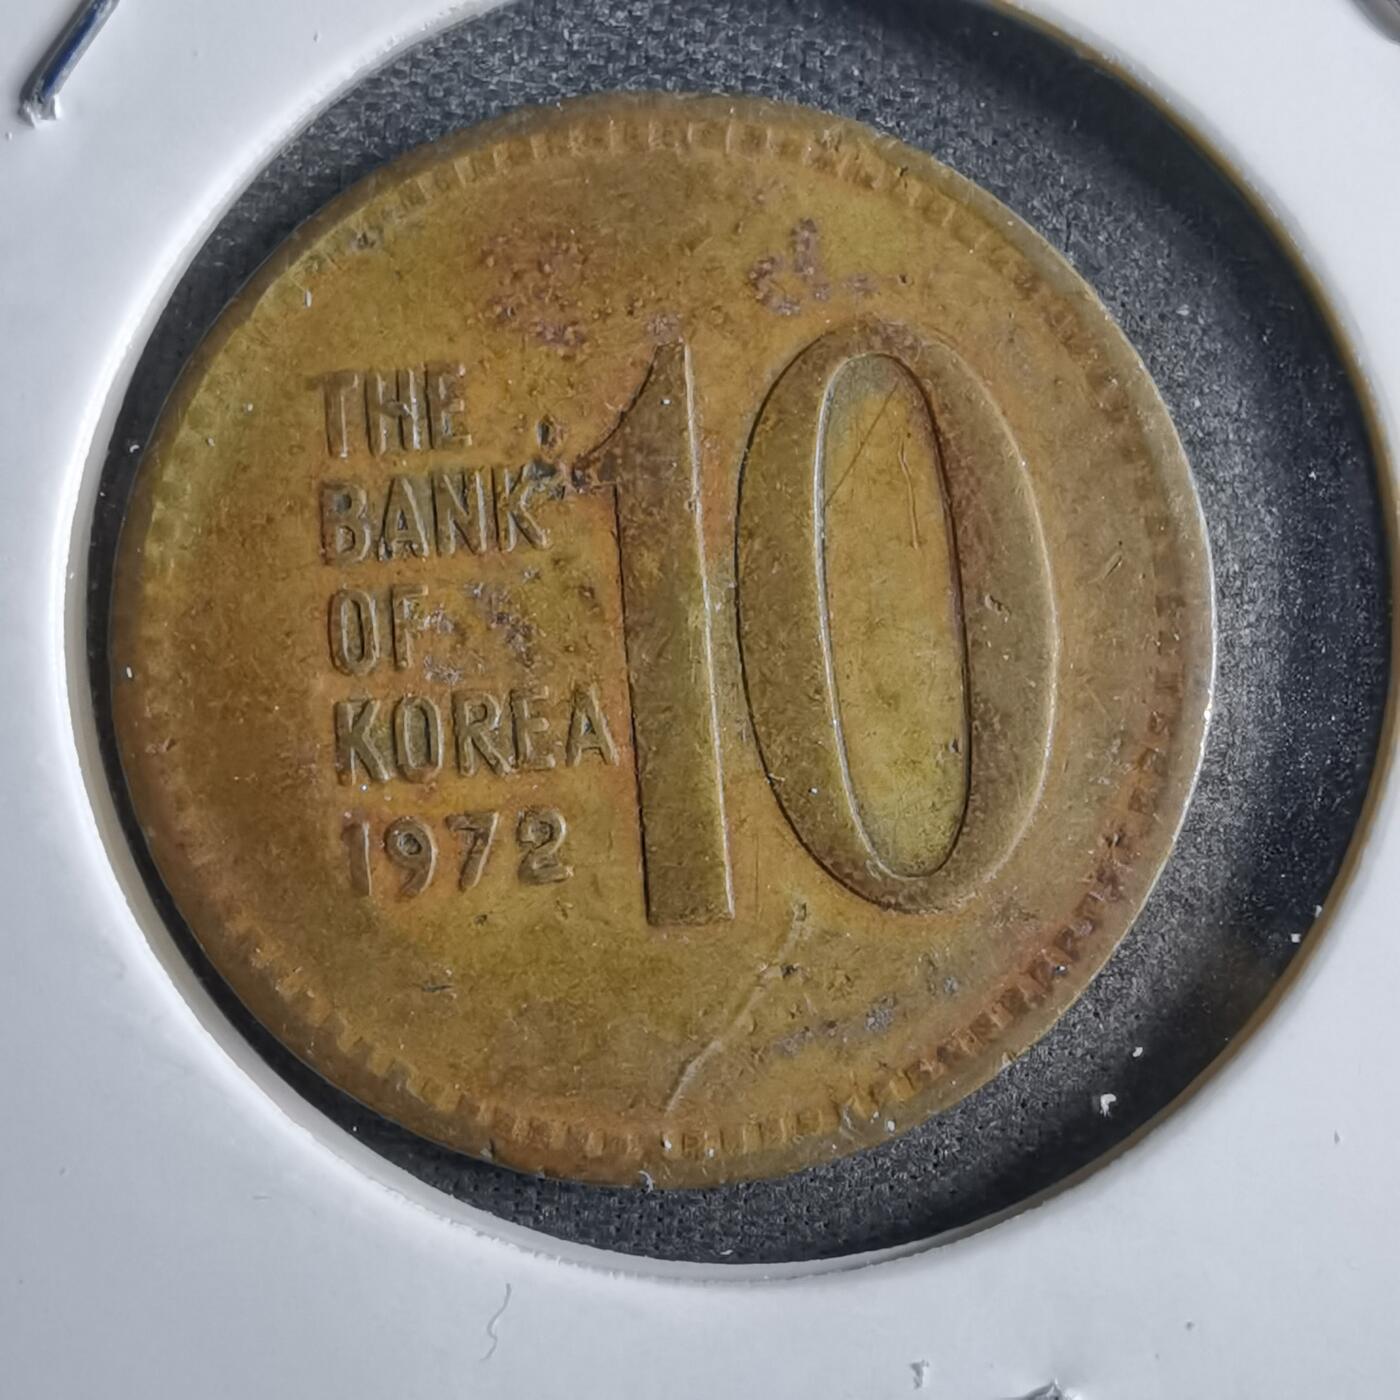 THE
BANK
OF
KOREA
1972
10